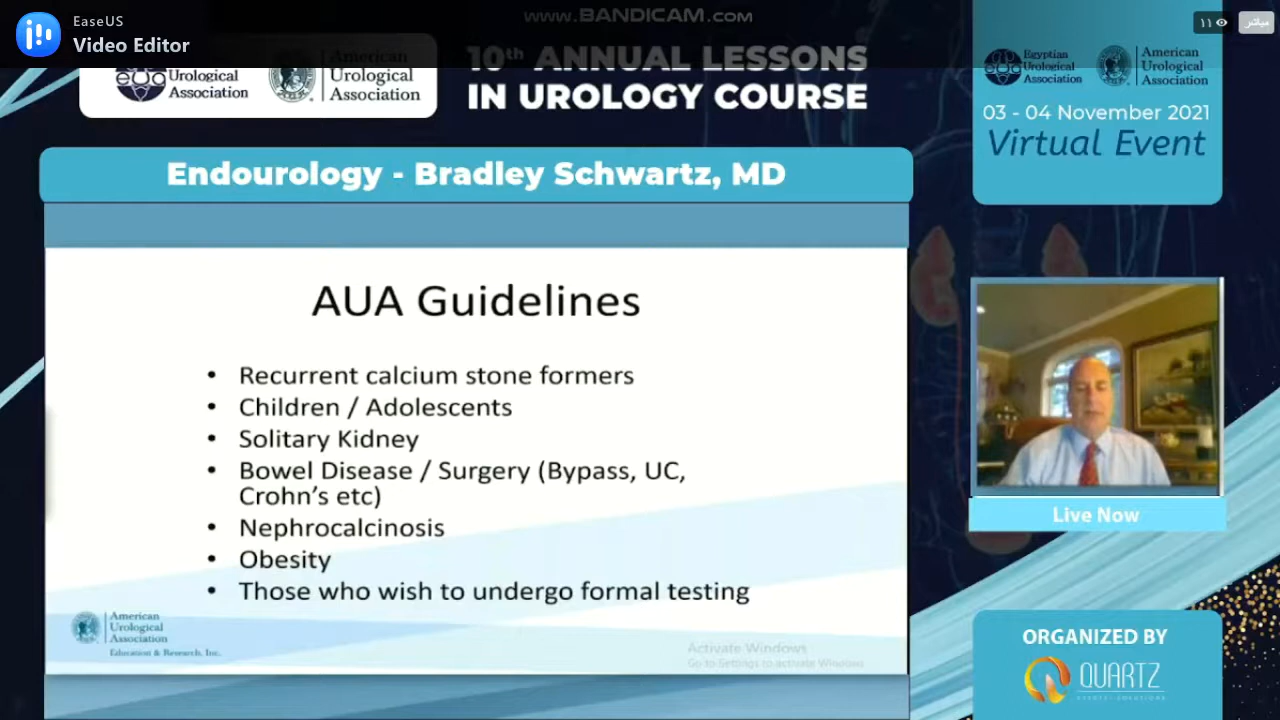 www.BANDICAM.com
EaseUS
Video Editor
١١
مباشر
Urological
Association
American
Urological
Association
10th ANNUAL LESSONS
IN UROLOGY COURSE
Egyptian
Urological
Association
American
Urological
Association
03 - 04 November 2021
Virtual Event
Endourology - Bradley Schwartz, MD
AUA Guidelines
• Recurrent calcium stone formers
• Children / Adolescents
• Solitary Kidney
• Bowel Disease / Surgery (Bypass, UC,
Crohn's etc)
• Nephrocalcinosis
• Obesity
• Those who wish to undergo formal testing
American
Urological
Association
Education & Research, Inc.
Activate Windows
Go to Settings to activate Windows
Live Now
ORGANIZED BY
QUARTZ